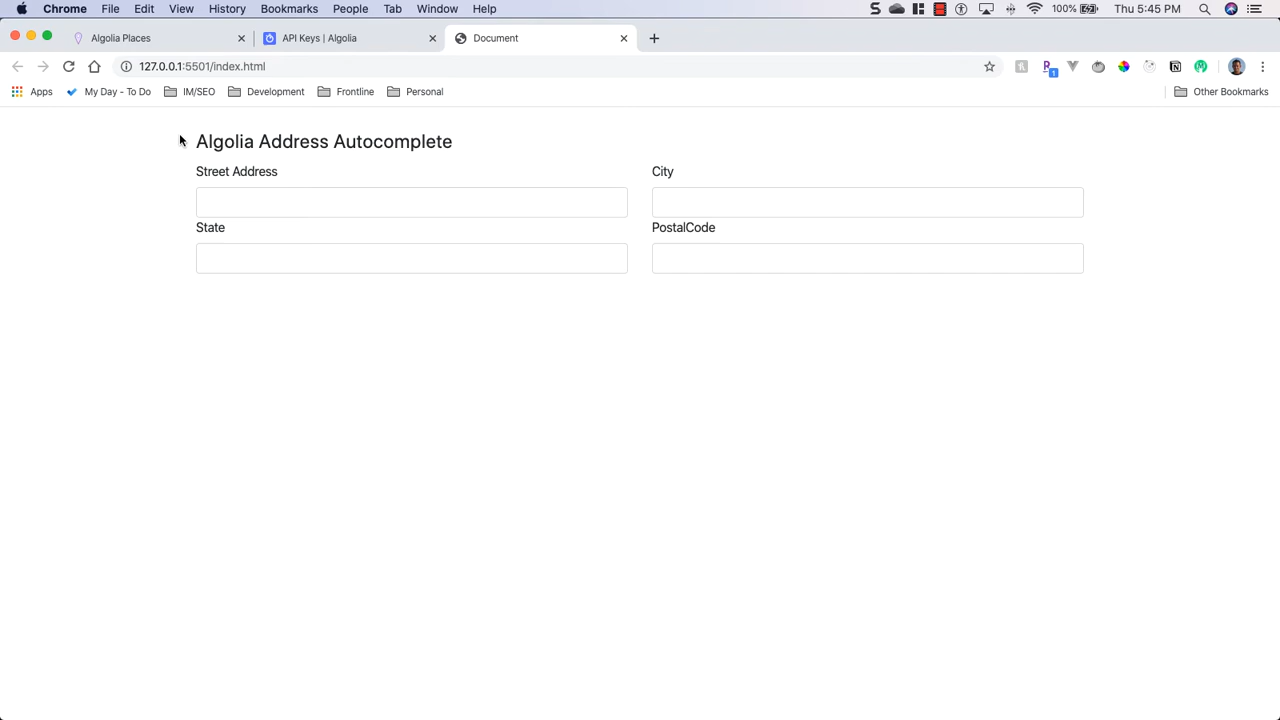 Chrome File Edit View History Bookmarks People Tab Window Help 100% Thu 5:45 PM
Algolia Places API Keys | Algolia Document
127.0.0.1:5501/index.html
Apps My Day - To Do IM/SEO Development Frontline Personal Other Bookmarks
Algolia Address Autocomplete
Street Address City
State PostalCode